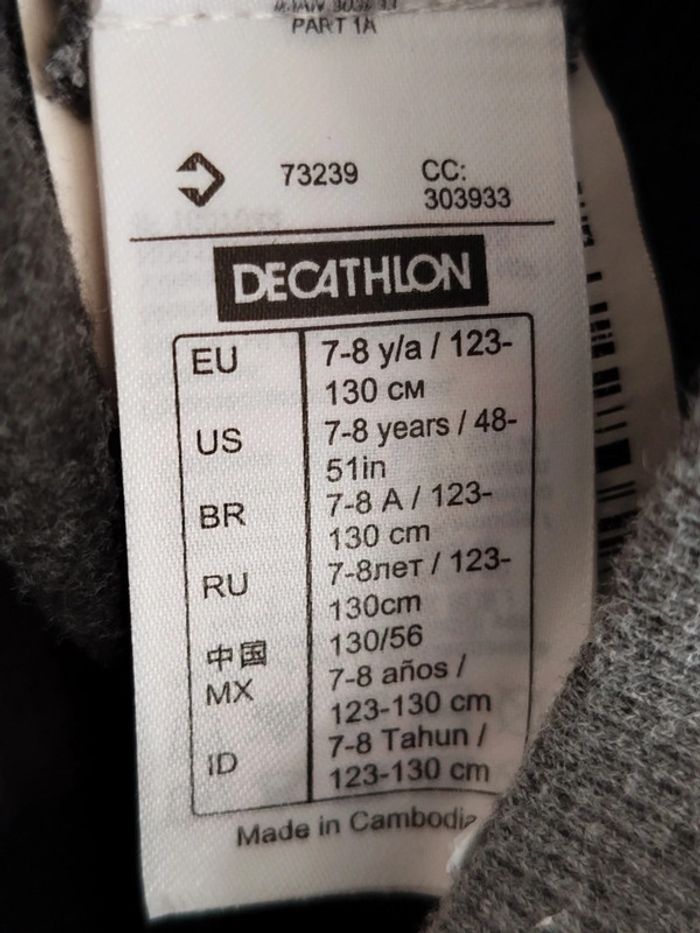 PART 1A
73239 CC:
303933
DECATHLON
EU 7-8 y/a / 123-
130 см
US 7-8 years / 48-
51in
BR 7-8 A / 123-
130 cm
RU 7-8лет / 123-
130cm
中国 130/56
MX 7-8 años /
123-130 cm
ID 7-8 Tahun /
123-130 cm
Made in Cambodia